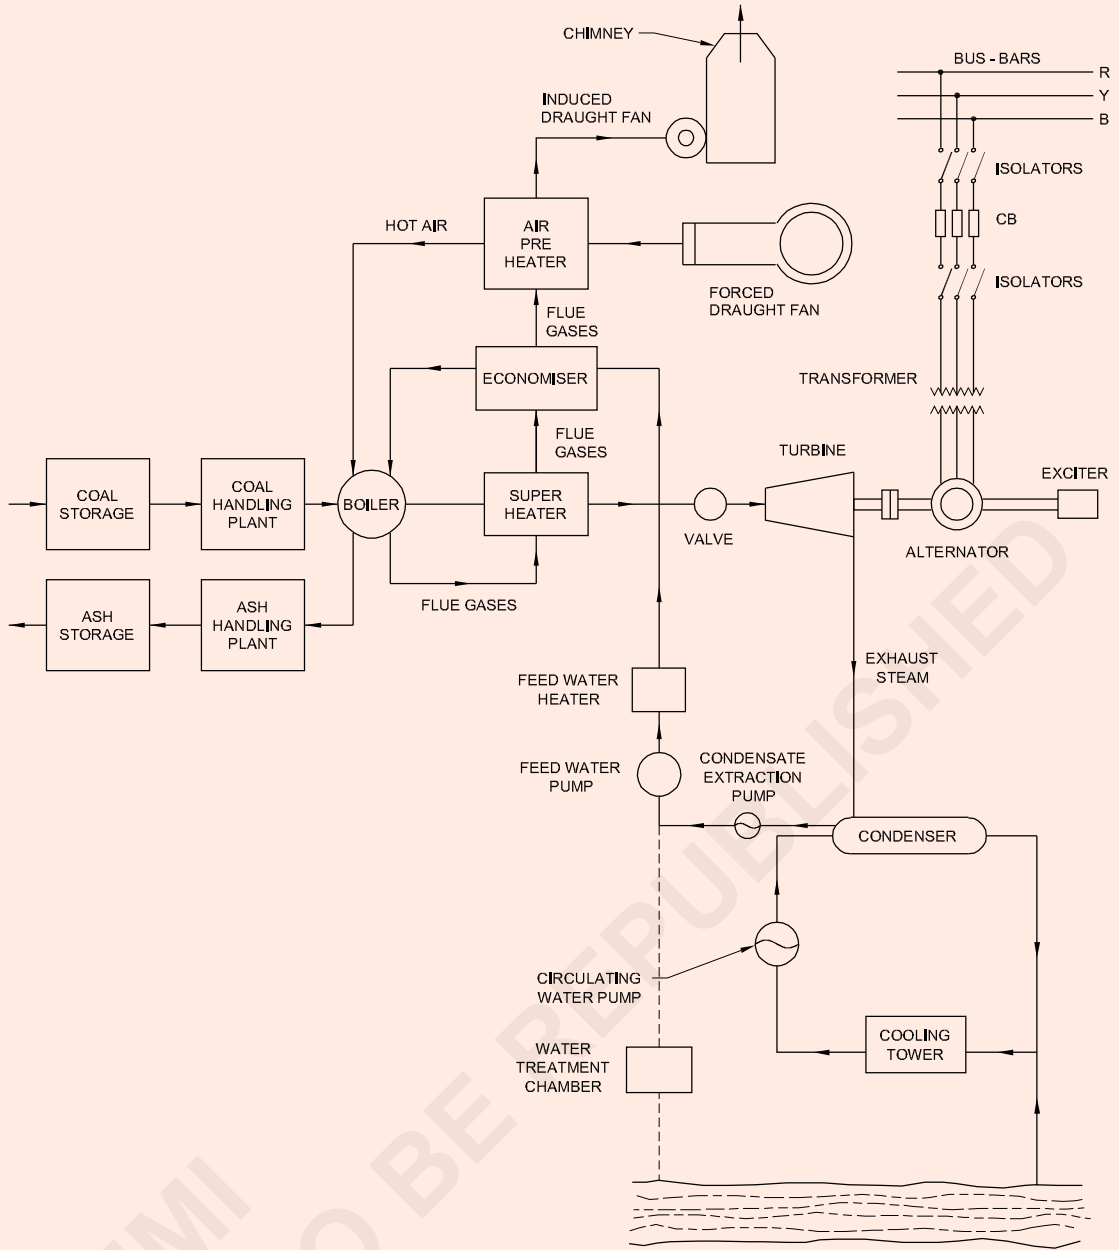 CHIMNEY
BUS - BARS
R
Y
B
INDUCED
DRAUGHT FAN
ISOLATORS
CB
ISOLATORS
HOT AIR
AIR
PRE
HEATER
FORCED
DRAUGHT FAN
FLUE
GASES
ECONOMISER
TRANSFORMER
FLUE
GASES
TURBINE
EXCITER
COAL
STORAGE
COAL
HANDLING
PLANT
BOILER
SUPER
HEATER
VALVE
ALTERNATOR
FLUE GASES
ASH
STORAGE
ASH
HANDLING
PLANT
EXHAUST
STEAM
FEED WATER
HEATER
FEED WATER
PUMP
CONDENSATE
EXTRACTION
PUMP
CONDENSER
CIRCULATING
WATER PUMP
COOLING
TOWER
WATER
TREATMENT
CHAMBER
O BE REPUBLISHED